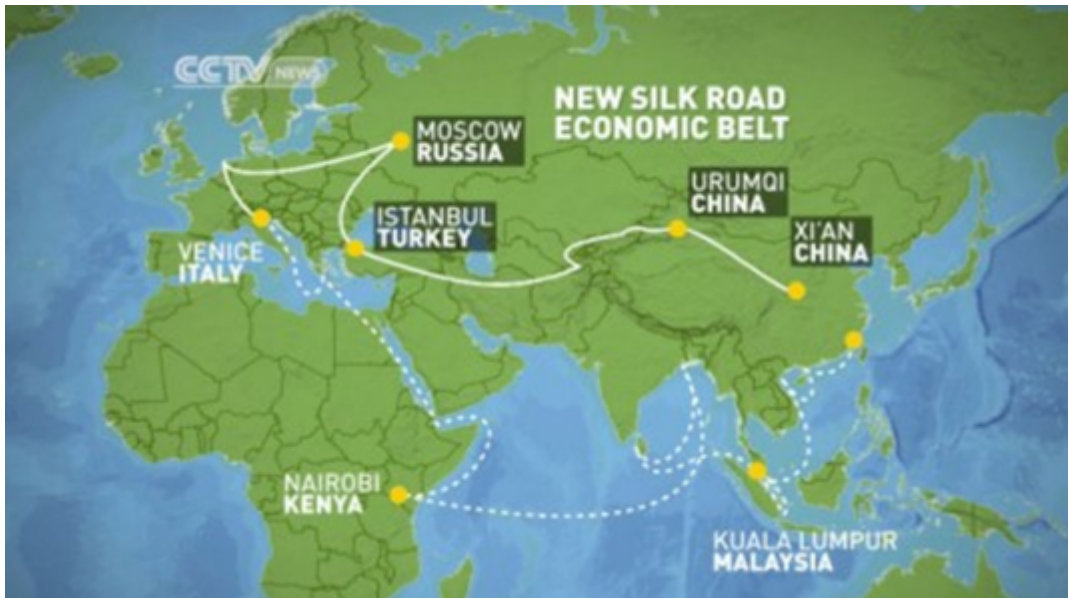 CCTV NEWS
NEW SILK ROAD
ECONOMIC BELT
MOSCOW
RUSSIA
URUMQI
CHINA
ISTANBUL
TURKEY
XI'AN
CHINA
VENICE
ITALY
NAIROBI
KENYA
KUALA LUMPUR
MALAYSIA